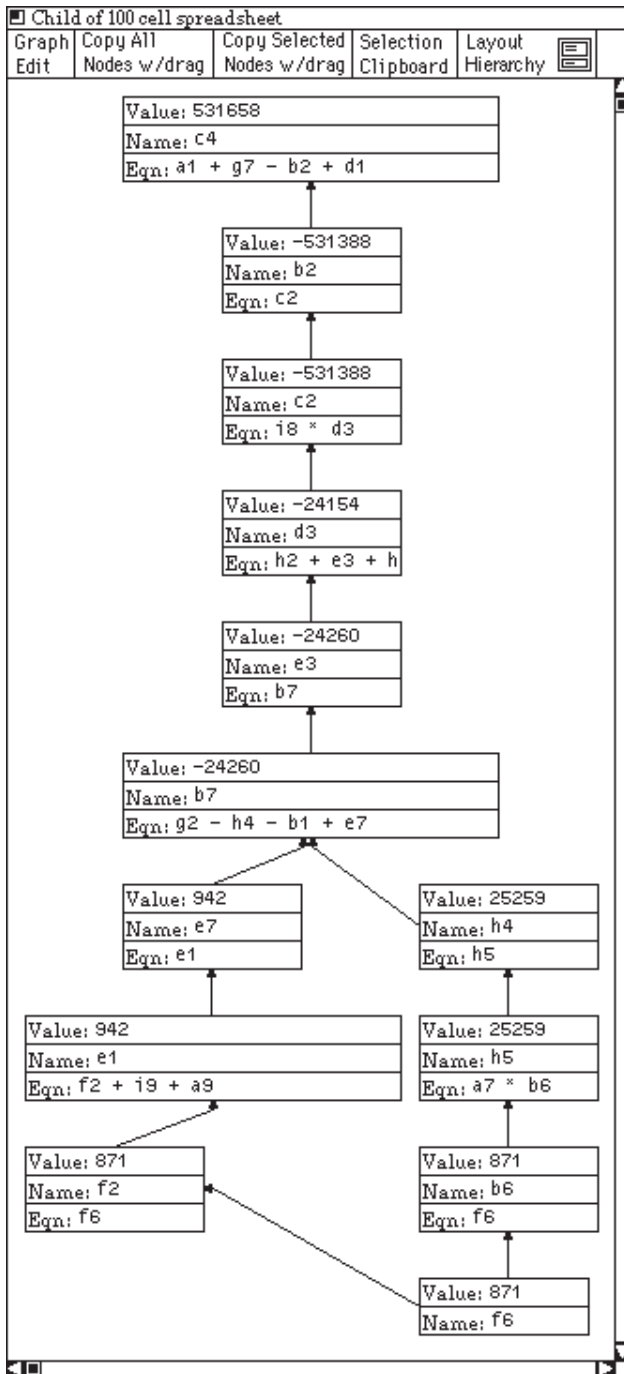 Child of 100 cell spreadsheet
Graph Edit
Copy All Nodes w/drag
Copy Selected Nodes w/drag
Selection Clipboard
Layout Hierarchy
Value: 531658
Name: c4
Eqn: a1 + g7 - b2 + d1
Value: -531388
Name: b2
Eqn: c2
Value: -531388
Name: c2
Eqn: i8 * d3
Value: -24154
Name: d3
Eqn: h2 + e3 + h
Value: -24260
Name: e3
Eqn: b7
Value: -24260
Name: b7
Eqn: g2 - h4 - b1 + e7
Value: 942
Name: e7
Eqn: e1
Value: 25259
Name: h4
Eqn: h5
Value: 942
Name: e1
Eqn: f2 + i9 + a9
Value: 25259
Name: h5
Eqn: a7 * b6
Value: 871
Name: f2
Eqn: f6
Value: 871
Name: b6
Eqn: f6
Value: 871
Name: f6